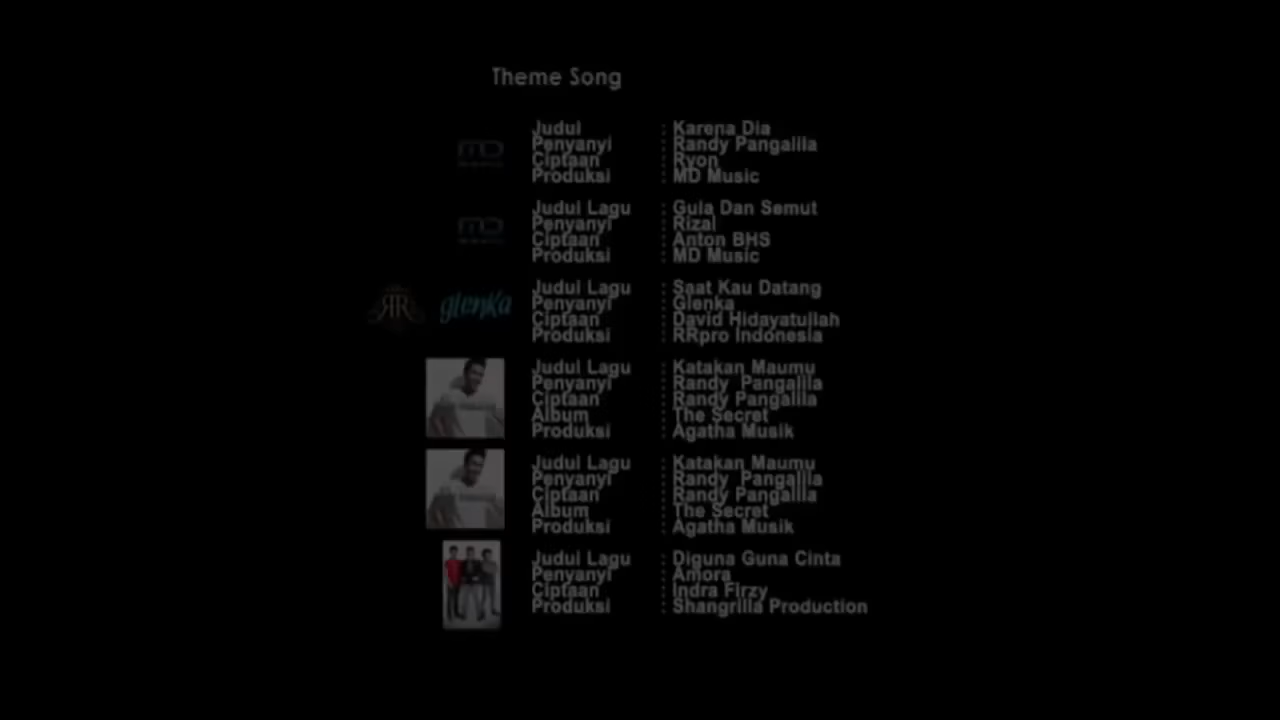 Theme Song
Judul : Karena Dia
Penyanyi : Randy Pangalila
Ciptaan : Ryon
Produksi : MD Music
Judul Lagu : Gula Dan Semut
Penyanyi : Rizal
Ciptaan : Anton BHS
Produksi : MD Music
Judul Lagu : Saat Kau Datang
Penyanyi : Glenka
Ciptaan : David Hidayatullah
Produksi : RRpro Indonesia
Judul Lagu : Katakan Maumu
Penyanyi : Randy Pangalila
Ciptaan : Randy Pangalila
Album : The Secret
Produksi : Agatha Musik
Judul Lagu : Katakan Maumu
Penyanyi : Randy Pangalila
Ciptaan : Randy Pangalila
Album : The Secret
Produksi : Agatha Musik
Judul Lagu : Diguna Guna Cinta
Penyanyi : Amora
Ciptaan : Indra Firzy
Produksi : Shangrilla Production
MD
MD
RR
glenka